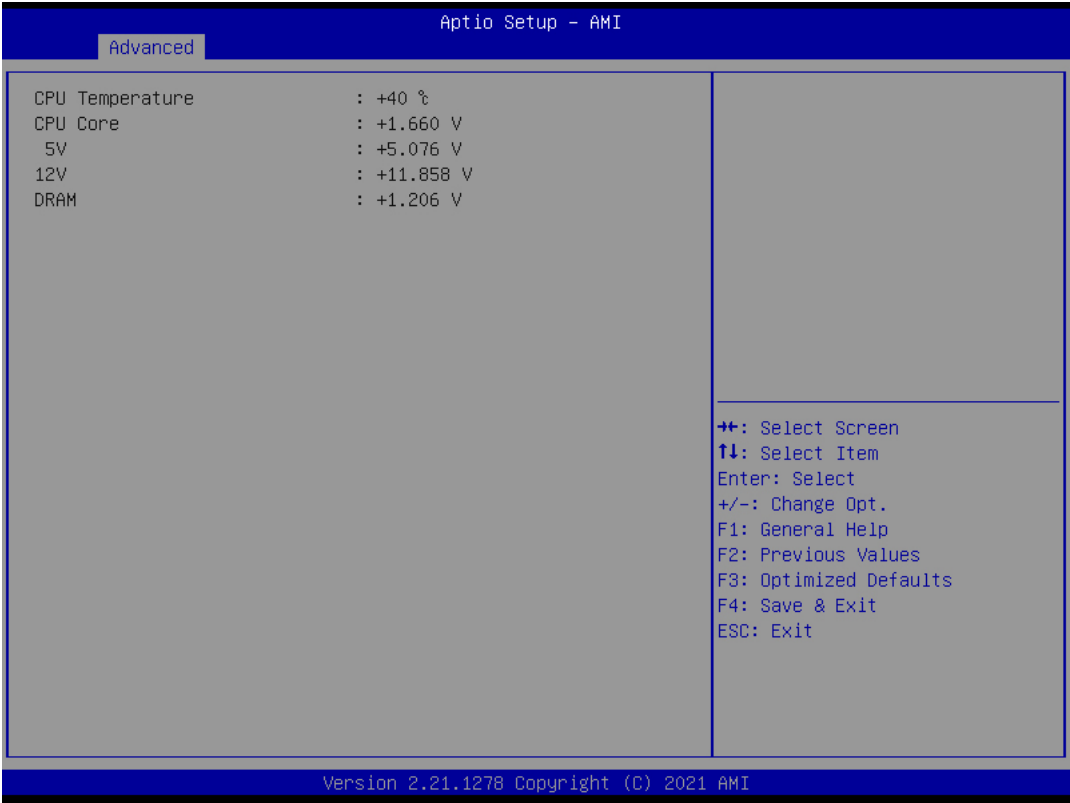 Aptio Setup – AMI
Advanced
CPU Temperature : +40 ℃
CPU Core : +1.660 V
5V : +5.076 V
12V : +11.858 V
DRAM : +1.206 V
→←: Select Screen
↑↓: Select Item
Enter: Select
+/-: Change Opt.
F1: General Help
F2: Previous Values
F3: Optimized Defaults
F4: Save & Exit
ESC: Exit
Version 2.21.1278 Copyright (C) 2021 AMI